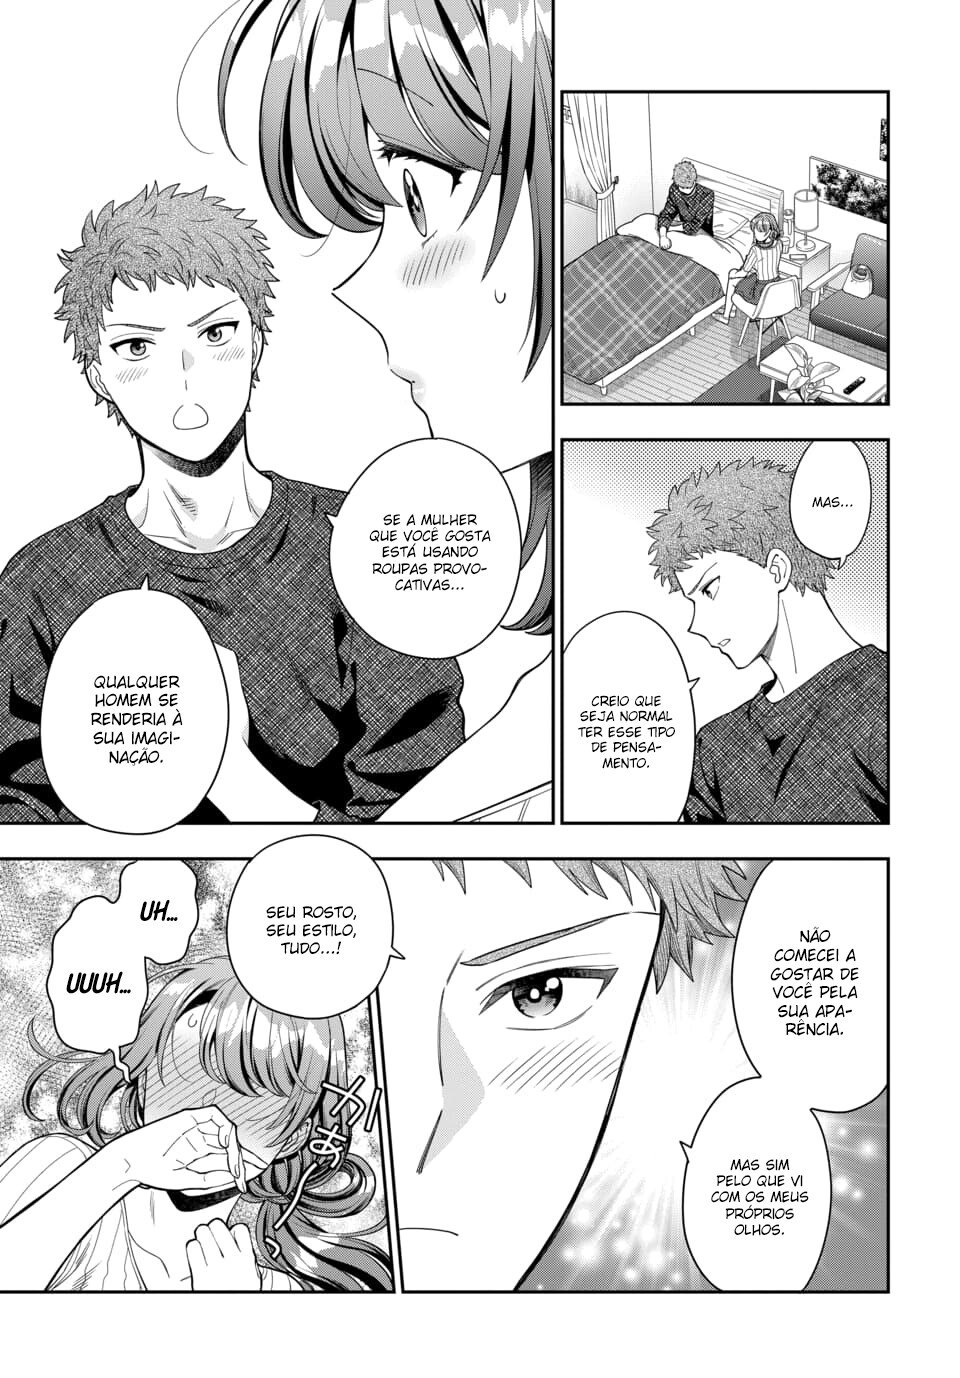 MAS...
CREIO QUE
SEJA NORMAL
TER ESSE TIPO
DE PENSA-
MENTO.
SE A MULHER
QUE VOCÊ GOSTA
ESTÁ USANDO
ROUPAS PROVO-
CATIVAS...
QUALQUER
HOMEM SE
RENDERIA À
SUA IMAGI-
NAÇÃO.
NÃO
COMECEI A
GOSTAR DE
VOCÊ PELA
SUA APA-
RÊNCIA.
MAS SIM
PELO QUE VI
COM OS MEUS
PRÓPRIOS
OLHOS.
SEU ROSTO,
SEU ESTILO,
TUDO...!
UH...
UUUH...
カぁ〜〜